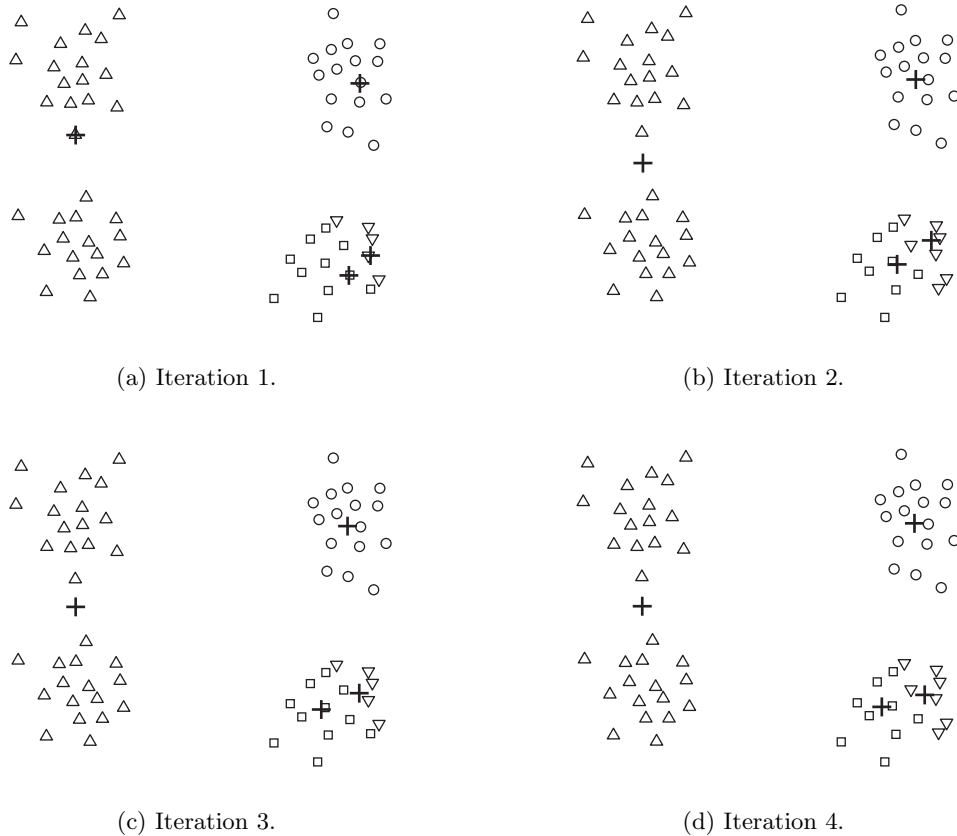 (a) Iteration 1.
(b) Iteration 2.
(c) Iteration 3.
(d) Iteration 4.